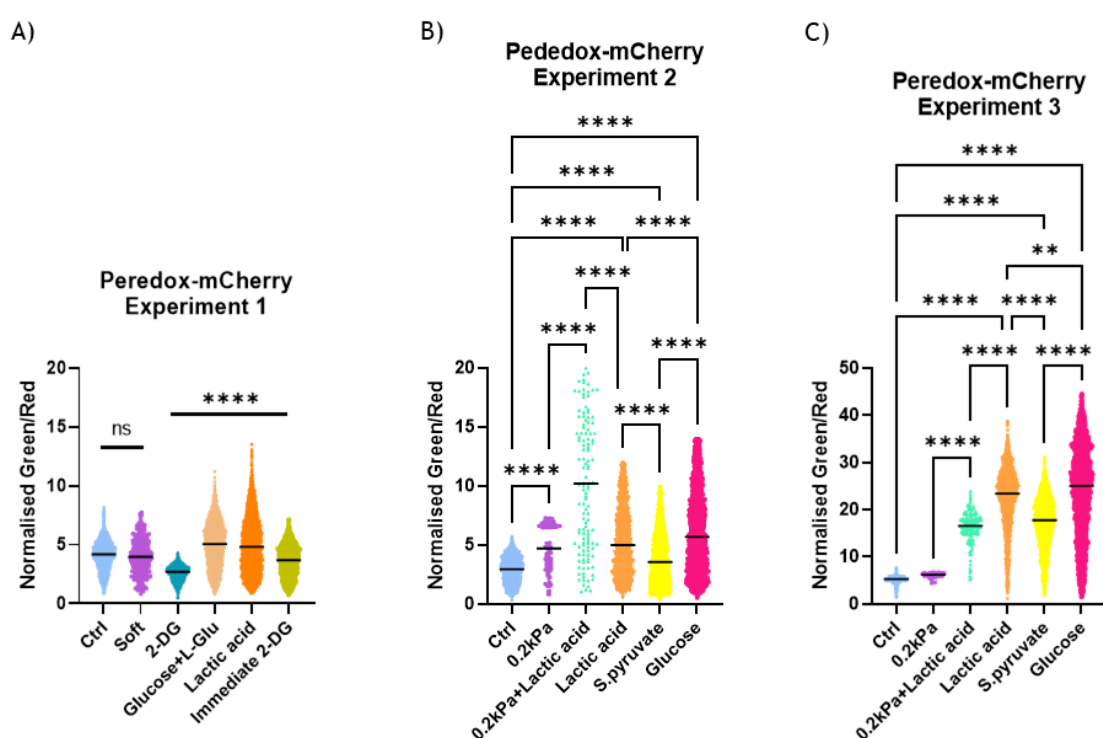 A)
Peredox-mCherry
Experiment 1
Normalised Green/Red
20
15
10
5
0
ns
****
Ctrl
Soft
2-DG
Glucose+L-Glu
Lactic acid
Immediate 2-DG
B)
Pededox-mCherry
Experiment 2
Normalised Green/Red
20
15
10
5
0
****
****
****
****
****
****
****
****
****
Ctrl
0.2kPa
0.2kPa+Lactic acid
Lactic acid
S.pyruvate
Glucose
C)
Peredox-mCherry
Experiment 3
Normalised Green/Red
50
40
30
20
10
0
****
****
**
****
****
****
****
****
Ctrl
0.2kPa
0.2kPa+Lactic acid
Lactic acid
S.pyruvate
Glucose